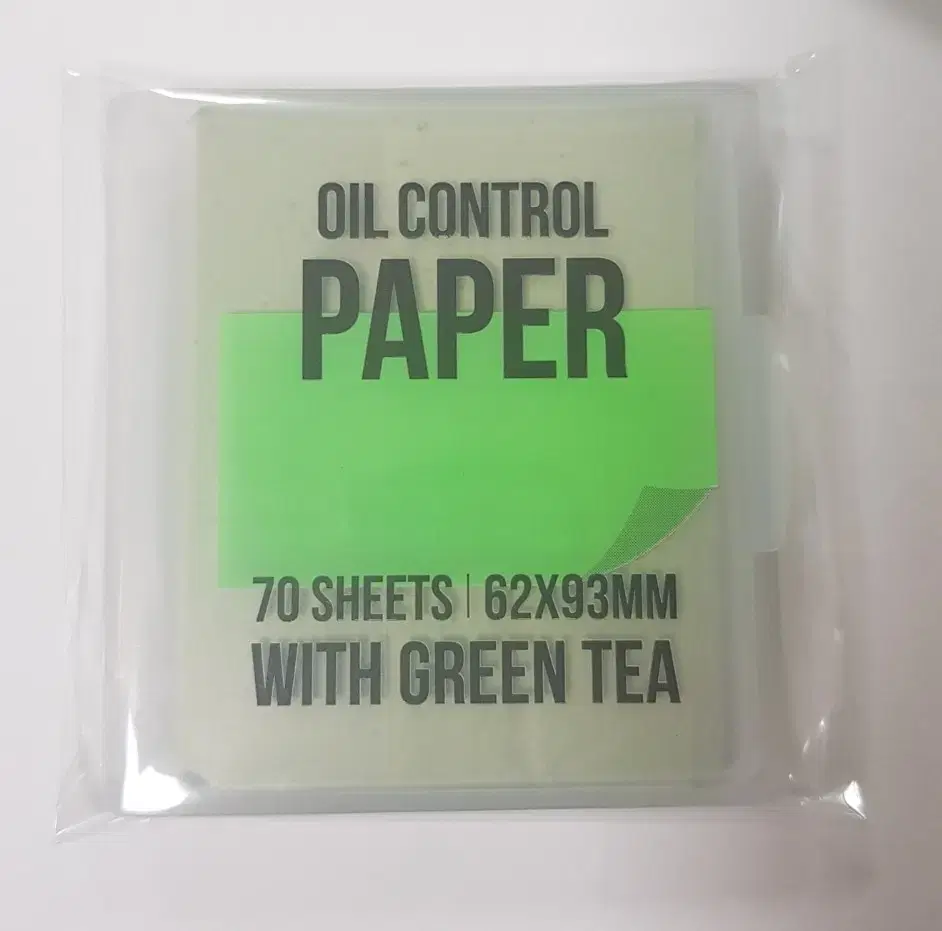 OIL CONTROL
PAPER
70 SHEETS | 62X93MM
WITH GREEN TEA